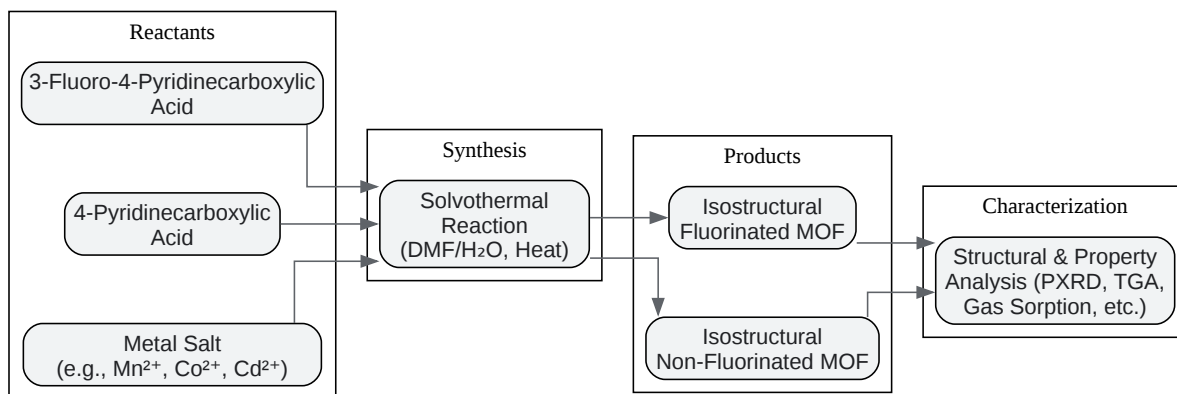 Reactants
3-Fluoro-4-Pyridinecarboxylic
Acid
4-Pyridinecarboxylic
Acid
Metal Salt
(e.g., Mn²⁺, Co²⁺, Cd²⁺)
Synthesis
Solvothermal
Reaction
(DMF/H₂O, Heat)
Products
Isostructural
Fluorinated MOF
Isostructural
Non-Fluorinated MOF
Characterization
Structural & Property
Analysis (PXRD, TGA,
Gas Sorption, etc.)